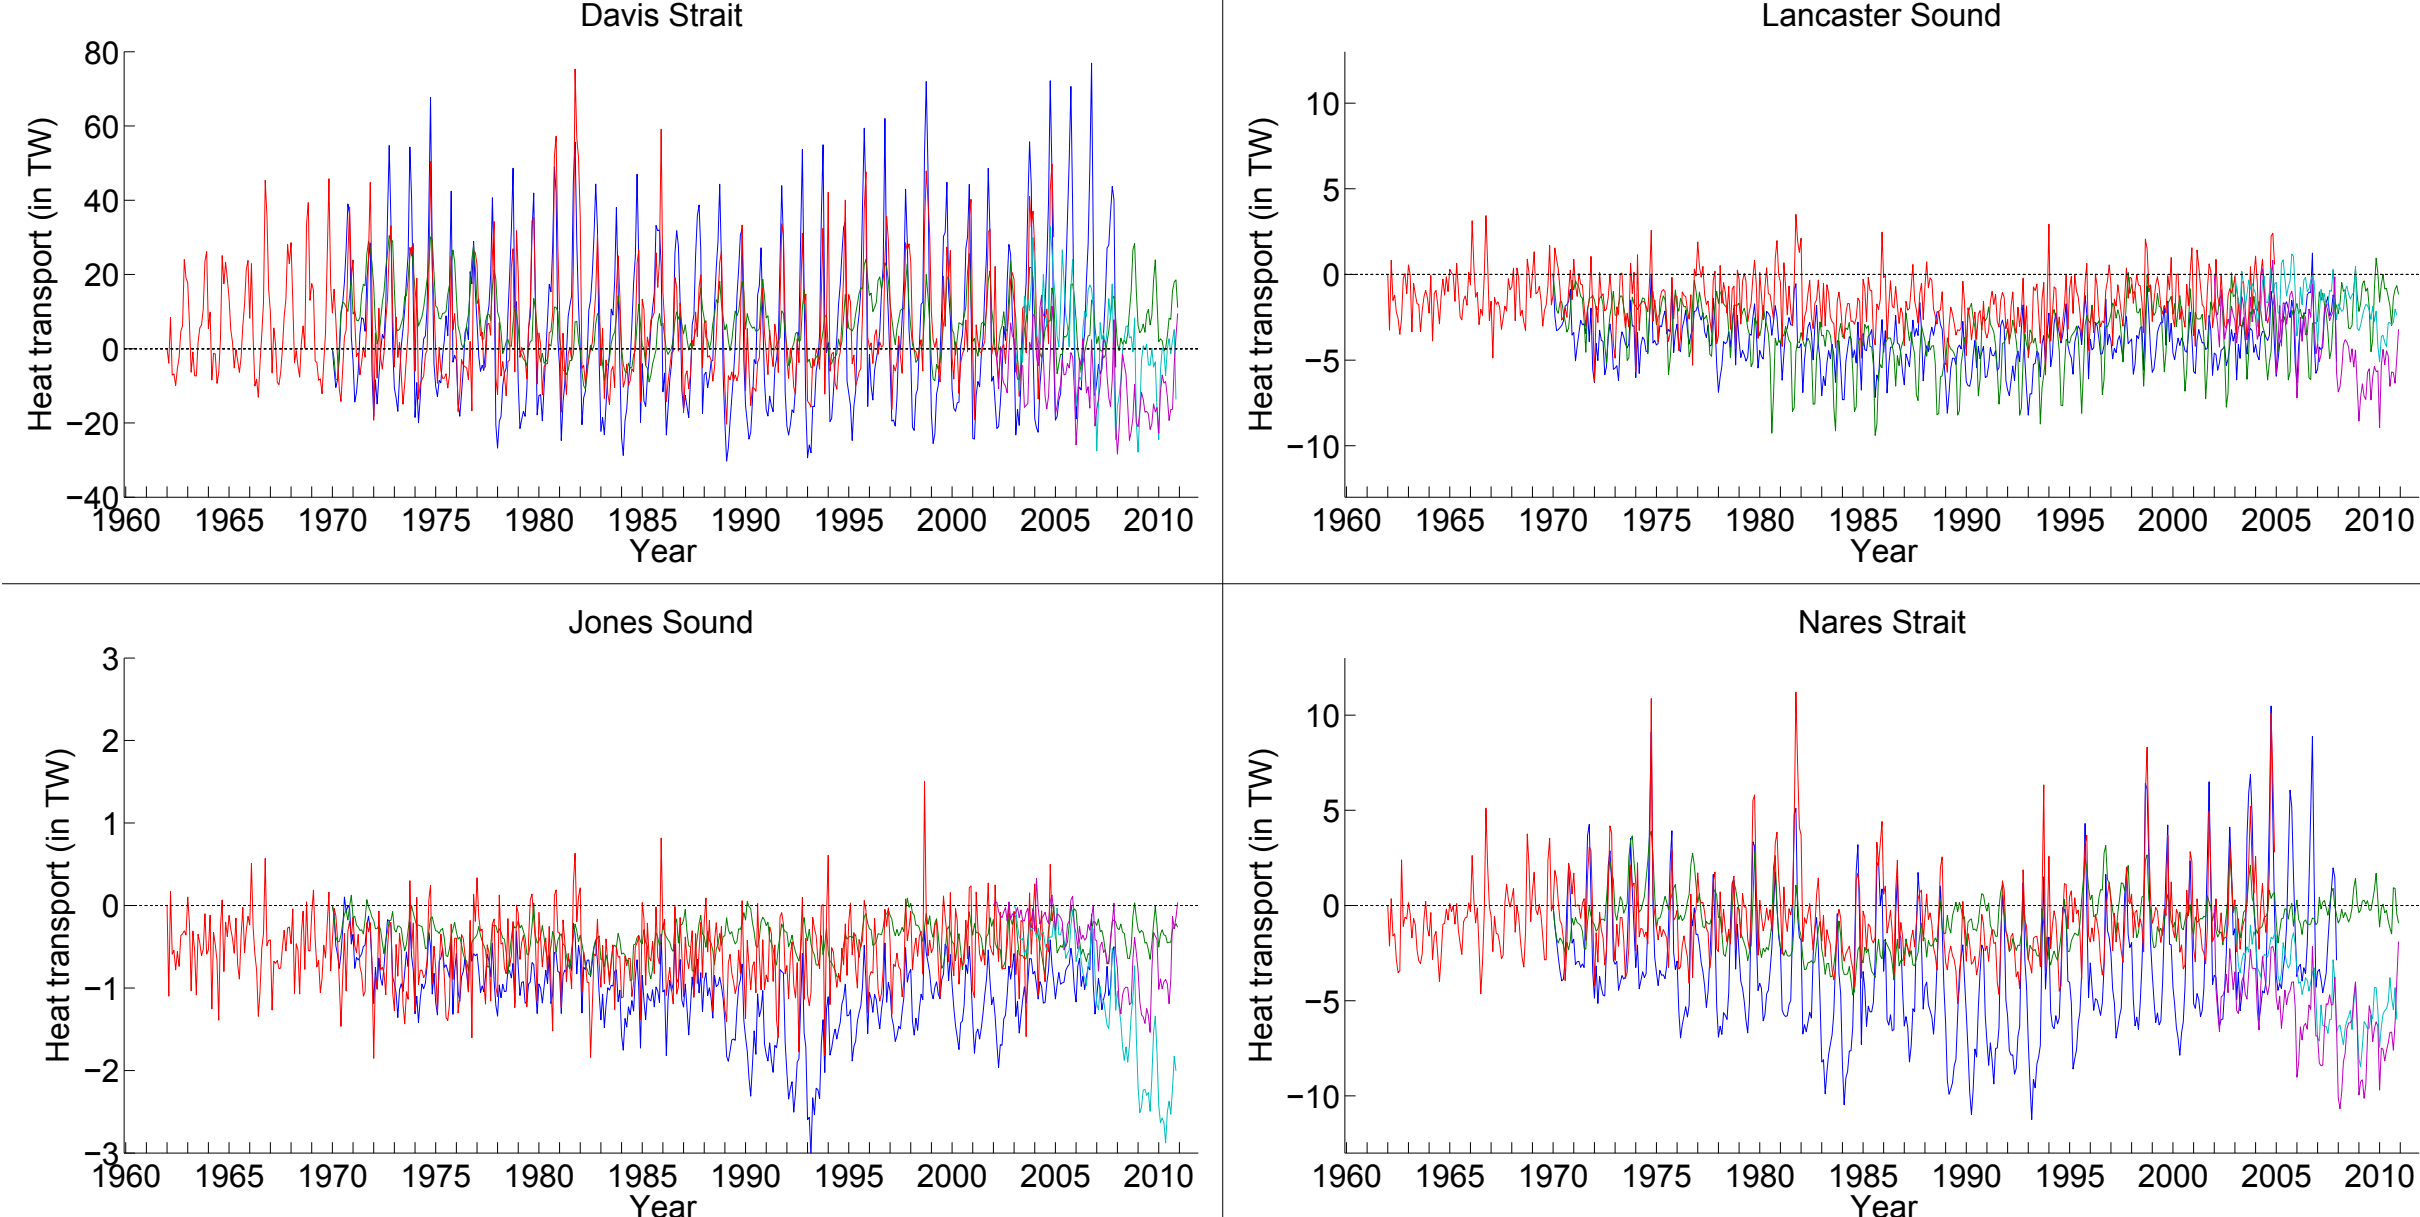 Davis Strait
Heat transport (in TW)
80
60
40
20
0
−20
−40
1960 1965 1970 1975 1980 1985 1990 1995 2000 2005 2010
Year
Lancaster Sound
Heat transport (in TW)
10
5
0
−5
−10
1960 1965 1970 1975 1980 1985 1990 1995 2000 2005 2010
Year
Jones Sound
Heat transport (in TW)
3
2
1
0
−1
−2
−3
1960 1965 1970 1975 1980 1985 1990 1995 2000 2005 2010
Year
Nares Strait
Heat transport (in TW)
10
5
0
−5
−10
1960 1965 1970 1975 1980 1985 1990 1995 2000 2005 2010
Year